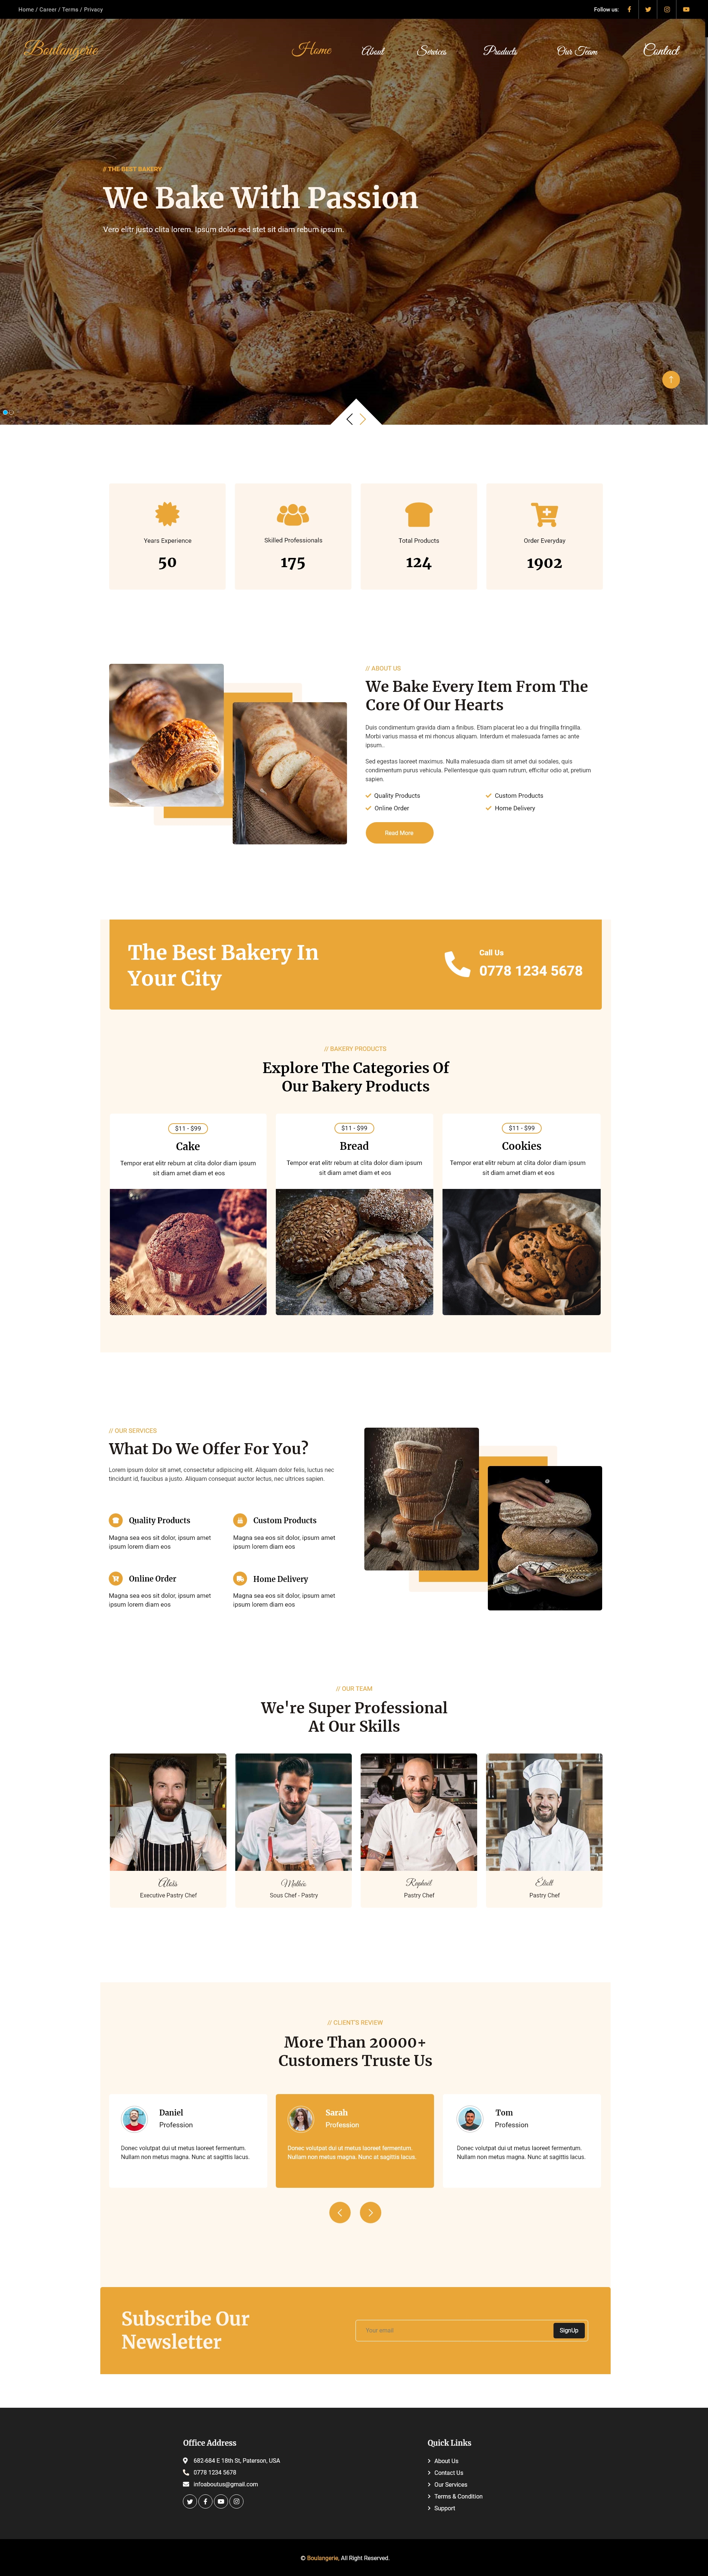 Home / Career / Terms / Privacy
Follow us:
Boulangerie
Home About Services Products Our Team Contact
// THE BEST BAKERY
We Bake With Passion
Vero elitr justo clita lorem. Ipsum dolor sed stet sit diam rebum ipsum.
Years Experience
50
Skilled Professionals
175
Total Products
124
Order Everyday
1902
// ABOUT US
We Bake Every Item From The
Core Of Our Hearts
Duis condimentum gravida diam a finibus. Etiam placerat leo a dui fringilla fringilla.
Morbi varius massa et mi rhoncus aliquam. Interdum et malesuada fames ac ante
ipsum..
Sed egestas laoreet maximus. Nulla malesuada diam sit amet dui sodales, quis
condimentum purus vehicula. Pellentesque quis quam rutrum, efficitur odio at, pretium
sapien.
Quality Products
Custom Products
Online Order
Home Delivery
Read More
The Best Bakery In
Your City
Call Us
0778 1234 5678
// BAKERY PRODUCTS
Explore The Categories Of
Our Bakery Products
$11 - $99
Cake
Tempor erat elitr rebum at clita dolor diam ipsum
sit diam amet diam et eos
$11 - $99
Bread
Tempor erat elitr rebum at clita dolor diam ipsum
sit diam amet diam et eos
$11 - $99
Cookies
Tempor erat elitr rebum at clita dolor diam ipsum
sit diam amet diam et eos
// OUR SERVICES
What Do We Offer For You?
Lorem ipsum dolor sit amet, consectetur adipiscing elit. Aliquam dolor felis, luctus nec
tincidunt id, faucibus a justo. Aliquam consequat auctor lectus, nec ultrices sapien.
Quality Products
Magna sea eos sit dolor, ipsum amet
ipsum lorem diam eos
Custom Products
Magna sea eos sit dolor, ipsum amet
ipsum lorem diam eos
Online Order
Magna sea eos sit dolor, ipsum amet
ipsum lorem diam eos
Home Delivery
Magna sea eos sit dolor, ipsum amet
ipsum lorem diam eos
// OUR TEAM
We're Super Professional
At Our Skills
Aloïs
Executive Pastry Chef
Mathéo
Sous Chef - Pastry
Raphaël
Pastry Chef
Eliott
Pastry Chef
// CLIENT'S REVIEW
More Than 20000+
Customers Truste Us
Daniel
Profession
Donec volutpat dui ut metus laoreet fermentum.
Nullam non metus magna. Nunc at sagittis lacus.
Sarah
Profession
Donec volutpat dui ut metus laoreet fermentum.
Nullam non metus magna. Nunc at sagittis lacus.
Tom
Profession
Donec volutpat dui ut metus laoreet fermentum.
Nullam non metus magna. Nunc at sagittis lacus.
Subscribe Our
Newsletter
Your email
SignUp
Office Address
682-684 E 18th St, Paterson, USA
0778 1234 5678
infoaboutus@gmail.com
Quick Links
About Us
Contact Us
Our Services
Terms & Condition
Support
© Boulangerie, All Right Reserved.